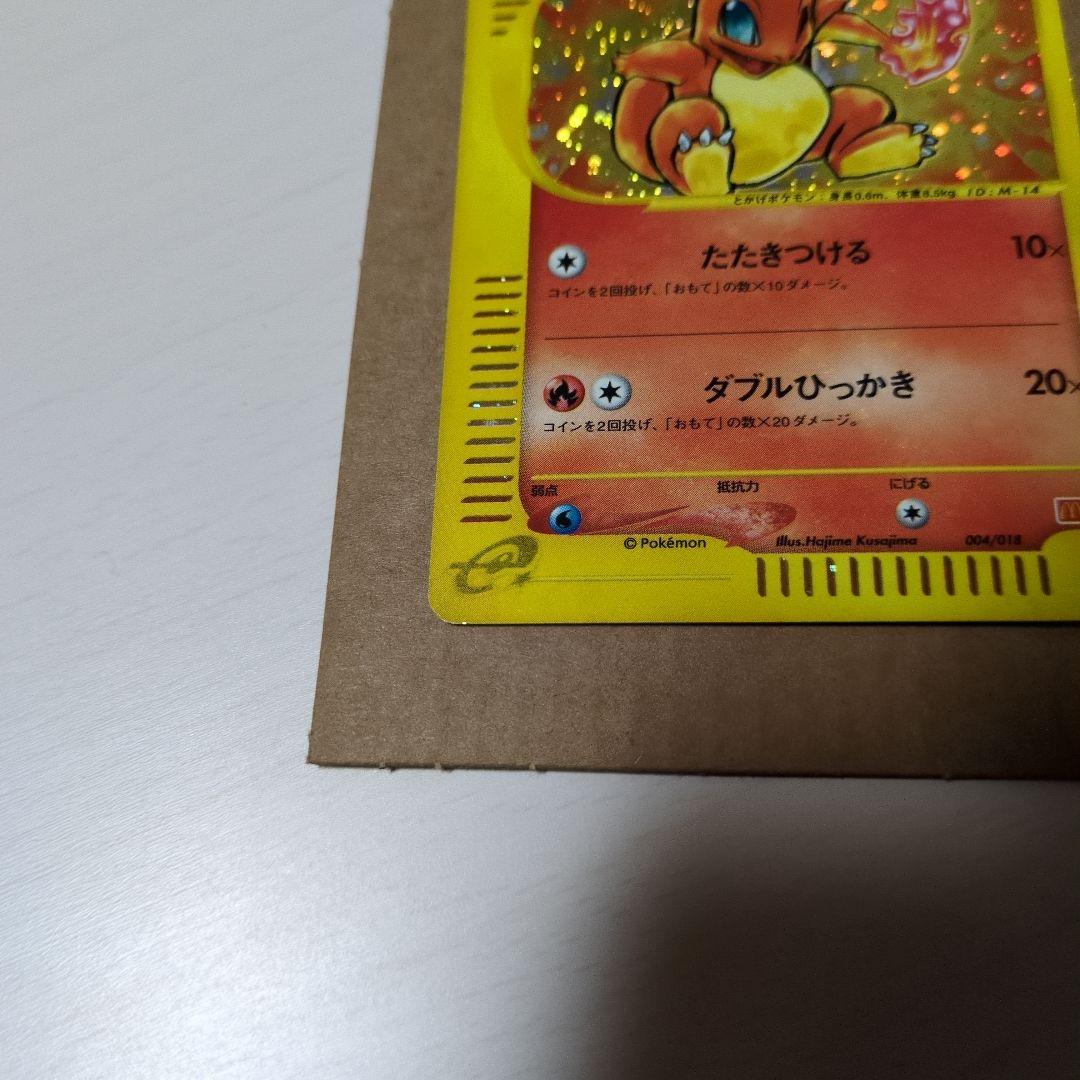 とかげポケモン:身長0.6m、体重8.5kg ID:M-14
たたきつける 10×
コインを2回投げ、「おもて」の数×10ダメージ。
ダブルひっかき 20×
コインを2回投げ、「おもて」の数×20ダメージ。
弱点 抵抗力 にげる
© Pokémon Illus.Hajime Kusajima 004/018